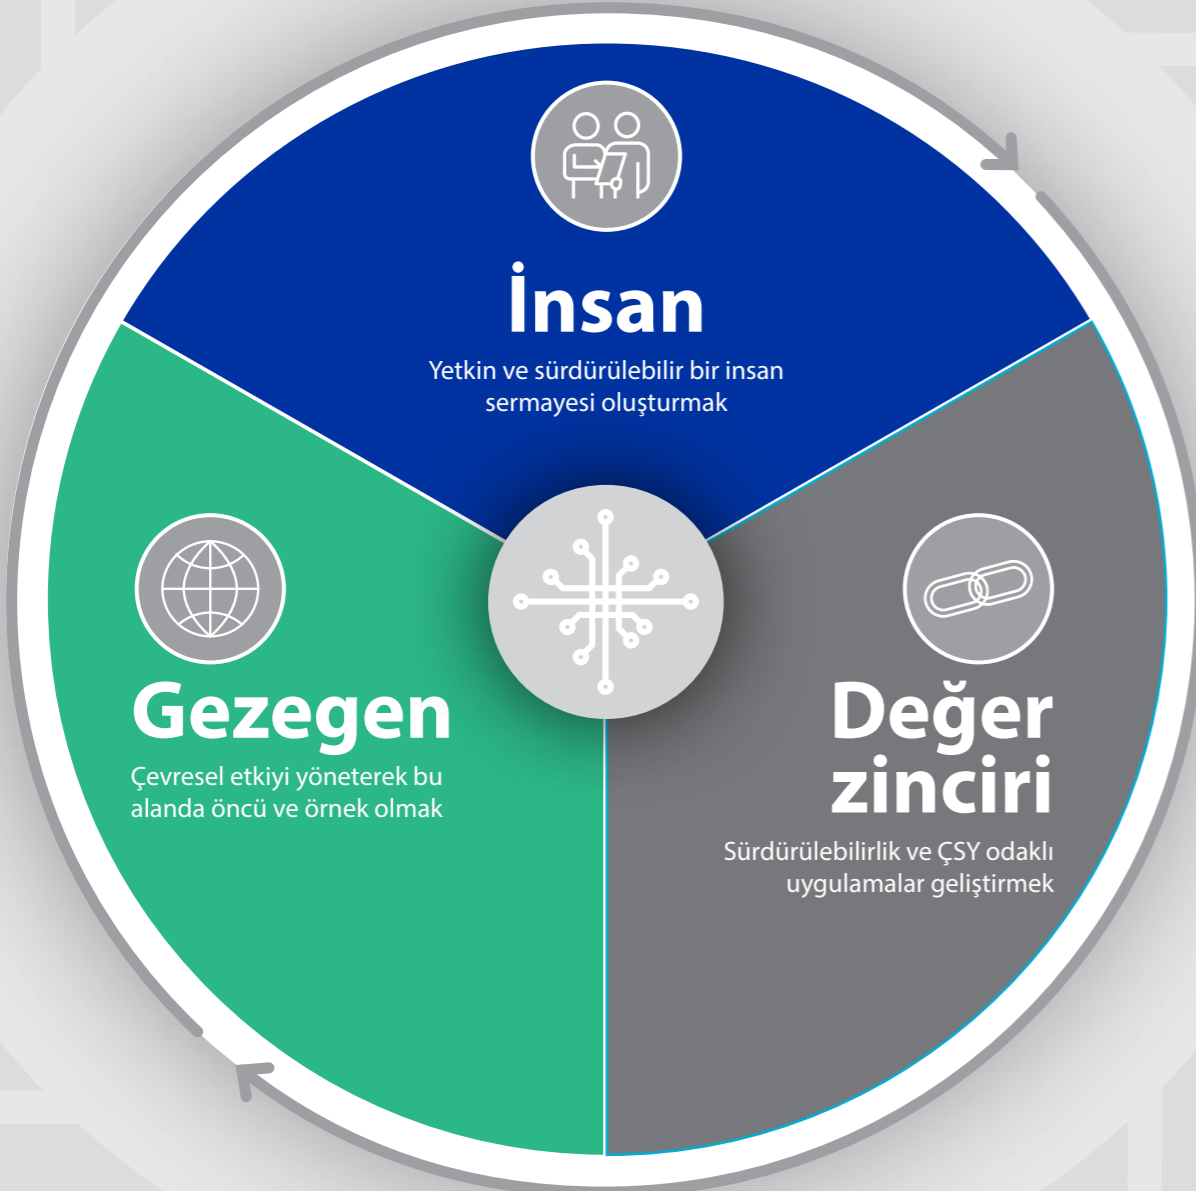 İnsan
Yetkin ve sürdürülebilir bir insan
sermayesi oluşturmak
Gezegen
Çevresel etkiyi yöneterek bu
alanda öncü ve örnek olmak
Değer
zinciri
Sürdürülebilirlik ve ÇSY odaklı
uygulamalar geliştirmek